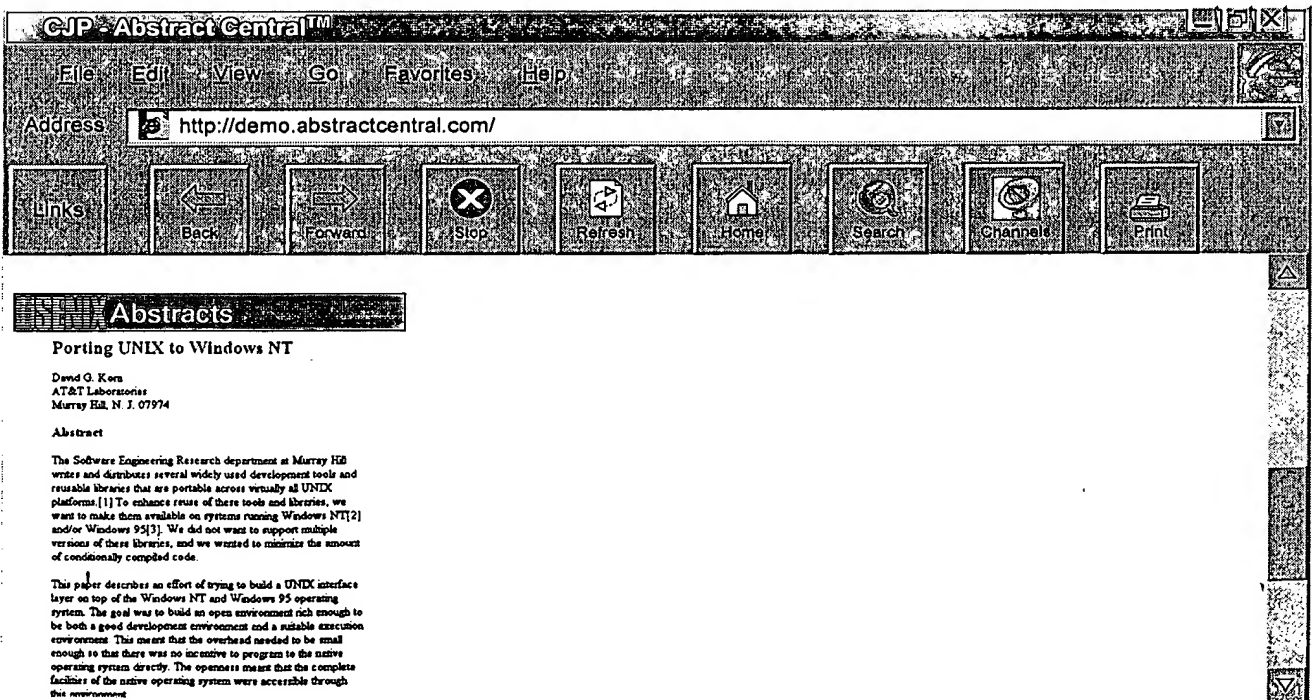 CJP - Abstract Central™
File Edit View Go Favorites Help
Address http://demo.abstractcentral.com/
Links Back Forward Stop Refresh Home Search Channels Print
USENIX Abstracts
Porting UNIX to Windows NT
David G. Korn
AT&T Laboratories
Murray Hill, N. J. 07974
Abstract
The Software Engineering Research department at Murray Hill
writes and distributes several widely used development tools and
reusable libraries that are portable across virtually all UNIX
platforms.[1] To enhance reuse of these tools and libraries, we
want to make them available on systems running Windows NT[2]
and/or Windows 95[3]. We did not want to support multiple
versions of these libraries, and we wanted to minimize the amount
of conditionally compiled code.
This paper describes an effort of trying to build a UNIX interface
layer on top of the Windows NT and Windows 95 operating
system. The goal was to build an open environment rich enough to
be both a good development environment and a suitable execution
environment. This meant that the overhead needed to be small
enough so that there was no incentive to program to the native
operating system directly. The openness meant that the complete
facilities of the native operating system were accessible through
this environment